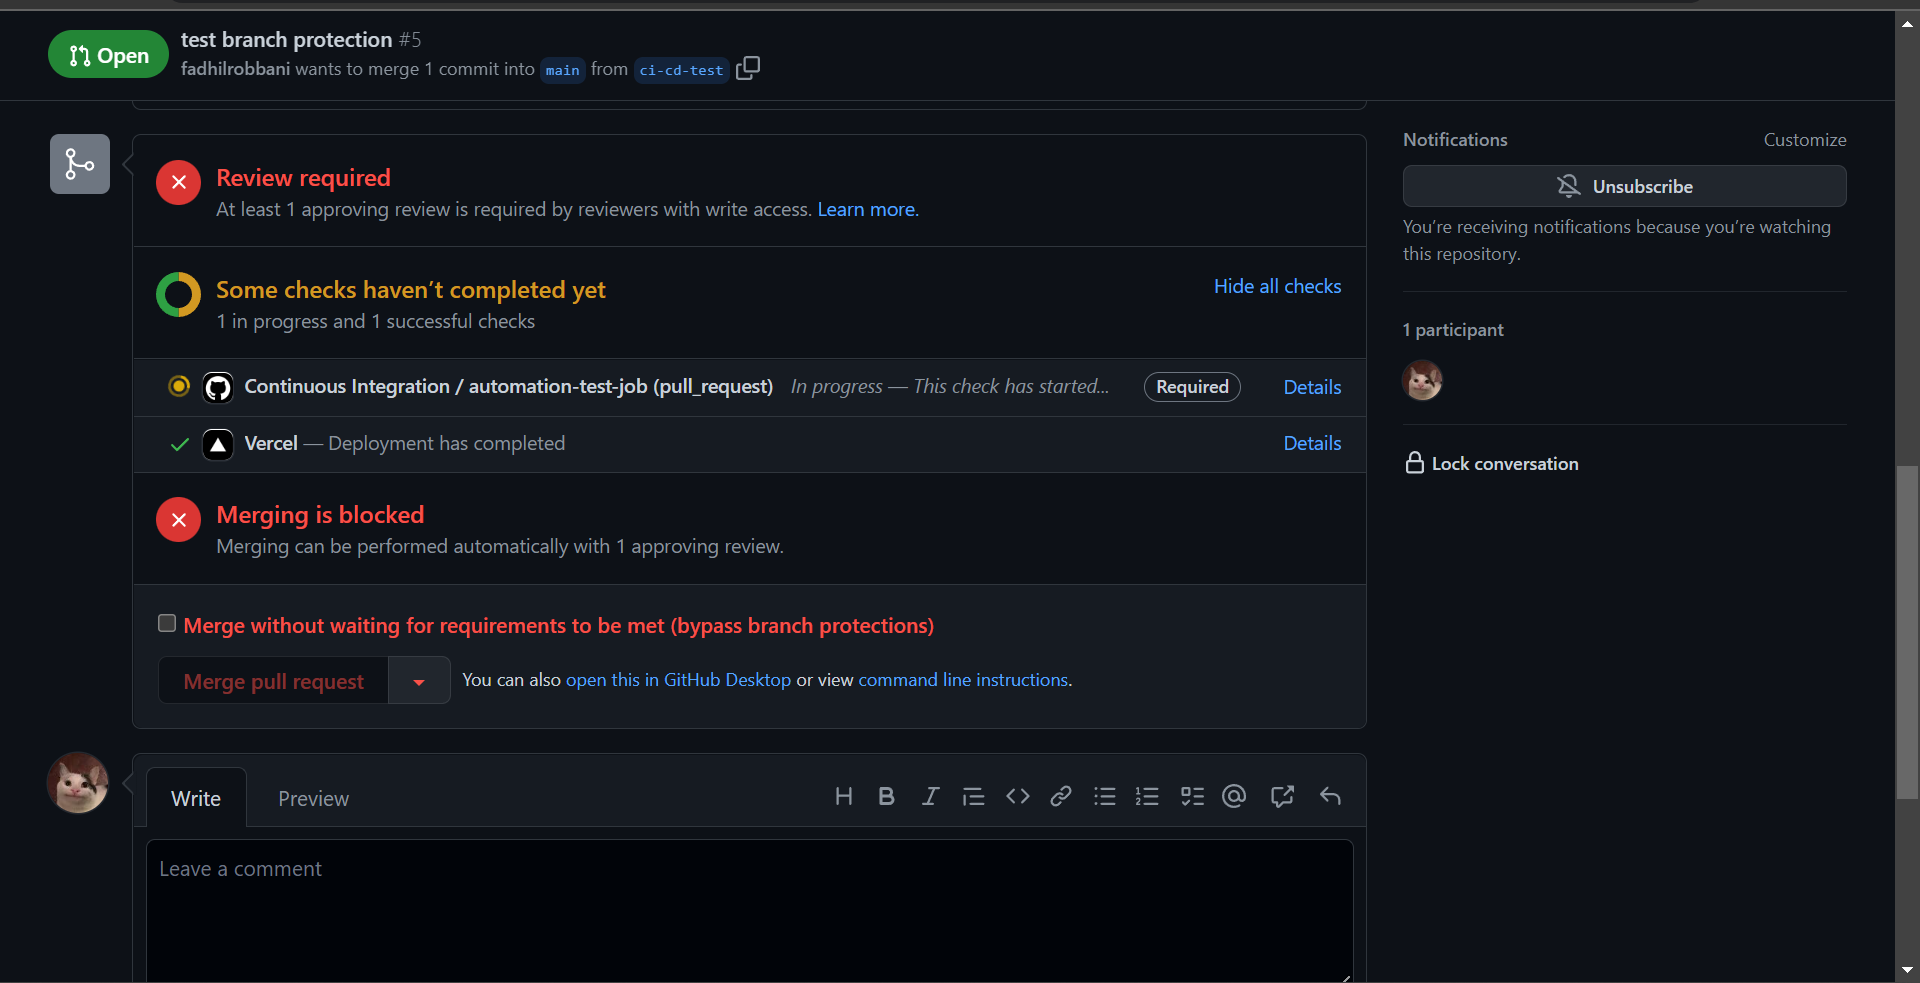 Open
test branch protection #5
fadhilrobbani wants to merge 1 commit into main from ci-cd-test
Review required
At least 1 approving review is required by reviewers with write access. Learn more.
Some checks haven’t completed yet
Hide all checks
1 in progress and 1 successful checks
Continuous Integration / automation-test-job (pull_request) In progress — This check has started... Required Details
Vercel — Deployment has completed Details
Merging is blocked
Merging can be performed automatically with 1 approving review.
Merge without waiting for requirements to be met (bypass branch protections)
Merge pull request You can also open this in GitHub Desktop or view command line instructions.
Write Preview
Leave a comment
Notifications Customize
Unsubscribe
You’re receiving notifications because you’re watching
this repository.
1 participant
Lock conversation